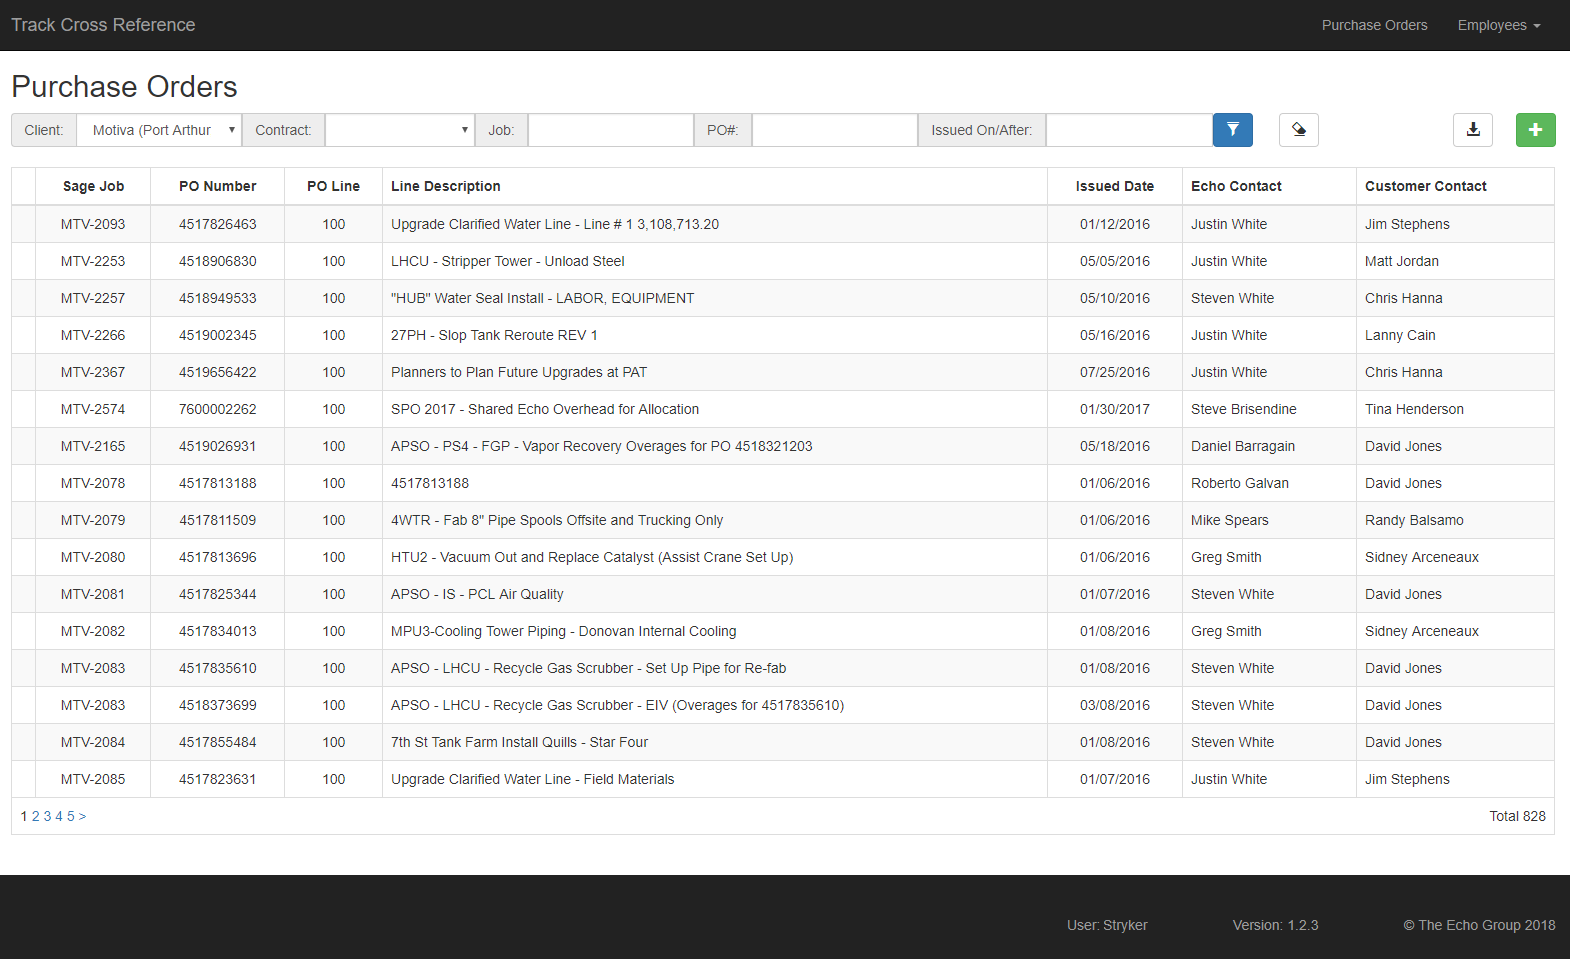 Track Cross Reference Purchase Orders Employees
Purchase Orders
Client: Motiva (Port Arthur Contract: Job: PO#: Issued On/After:
Sage Job PO Number PO Line Line Description Issued Date Echo Contact Customer Contact
MTV-2093 4517826463 100 Upgrade Clarified Water Line - Line # 1 3,108,713.20 01/12/2016 Justin White Jim Stephens
MTV-2253 4518906830 100 LHCU - Stripper Tower - Unload Steel 05/05/2016 Justin White Matt Jordan
MTV-2257 4518949533 100 "HUB" Water Seal Install - LABOR, EQUIPMENT 05/10/2016 Steven White Chris Hanna
MTV-2266 4519002345 100 27PH - Slop Tank Reroute REV 1 05/16/2016 Justin White Lanny Cain
MTV-2367 4519656422 100 Planners to Plan Future Upgrades at PAT 07/25/2016 Justin White Chris Hanna
MTV-2574 7600002262 100 SPO 2017 - Shared Echo Overhead for Allocation 01/30/2017 Steve Brisendine Tina Henderson
MTV-2165 4519026931 100 APSO - PS4 - FGP - Vapor Recovery Overages for PO 4518321203 05/18/2016 Daniel Barragain David Jones
MTV-2078 4517813188 100 4517813188 01/06/2016 Roberto Galvan David Jones
MTV-2079 4517811509 100 4WTR - Fab 8" Pipe Spools Offsite and Trucking Only 01/06/2016 Mike Spears Randy Balsamo
MTV-2080 4517813696 100 HTU2 - Vacuum Out and Replace Catalyst (Assist Crane Set Up) 01/06/2016 Greg Smith Sidney Arceneaux
MTV-2081 4517825344 100 APSO - IS - PCL Air Quality 01/07/2016 Steven White David Jones
MTV-2082 4517834013 100 MPU3-Cooling Tower Piping - Donovan Internal Cooling 01/08/2016 Greg Smith Sidney Arceneaux
MTV-2083 4517835610 100 APSO - LHCU - Recycle Gas Scrubber - Set Up Pipe for Re-fab 01/08/2016 Steven White David Jones
MTV-2083 4518373699 100 APSO - LHCU - Recycle Gas Scrubber - EIV (Overages for 4517835610) 03/08/2016 Steven White David Jones
MTV-2084 4517855484 100 7th St Tank Farm Install Quills - Star Four 01/08/2016 Steven White David Jones
MTV-2085 4517823631 100 Upgrade Clarified Water Line - Field Materials 01/07/2016 Justin White Jim Stephens
1 2 3 4 5 > Total 828
User: Stryker Version: 1.2.3 © The Echo Group 2018